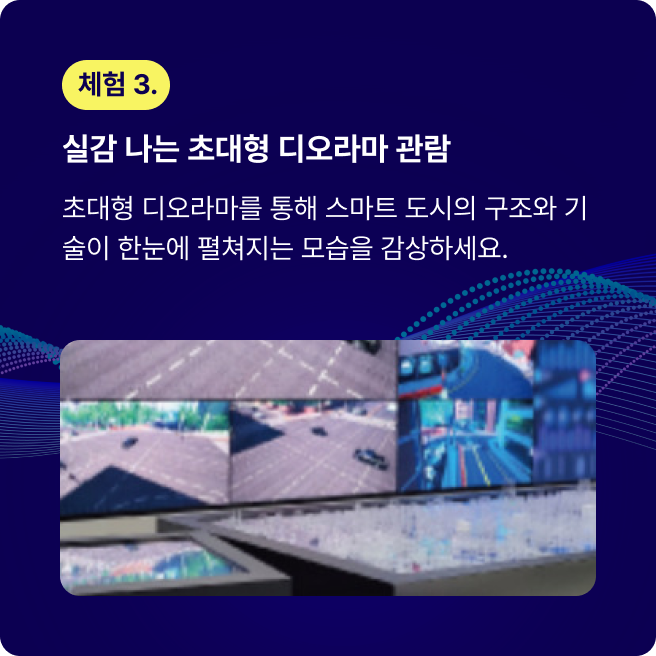 체험 3.
실감 나는 초대형 디오라마 관람
초대형 디오라마를 통해 스마트 도시의 구조와 기
술이 한눈에 펼쳐지는 모습을 감상하세요.